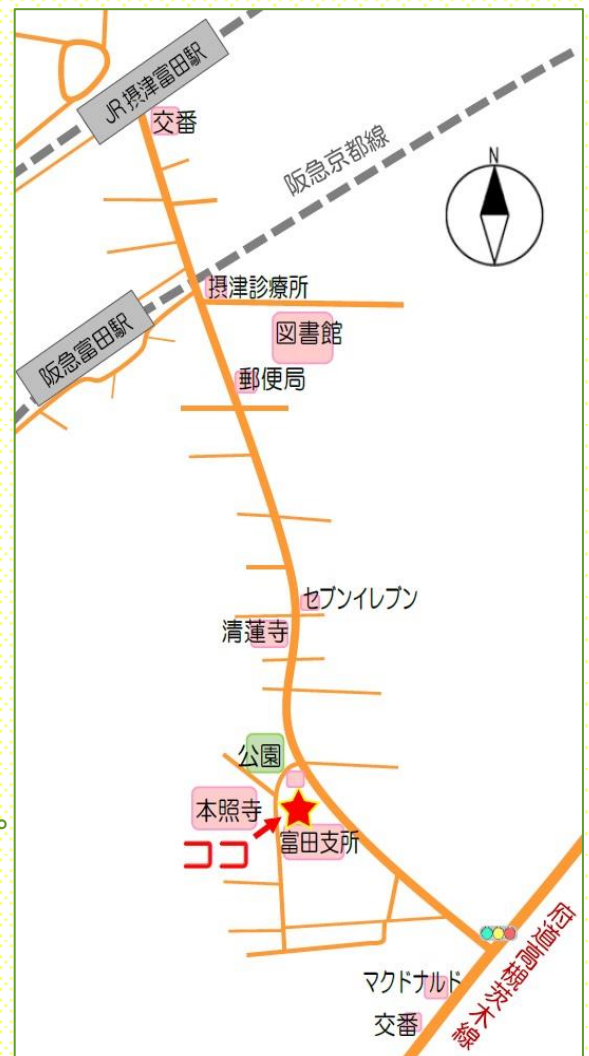 JR摂津富田駅
交番
阪急京都線
N
摂津診療所
図書館
阪急富田駅
郵便局
セブンイレブン
清蓮寺
公園
本照寺
ココ
富田支所
府道高槻茨木線
マクドナルド
交番